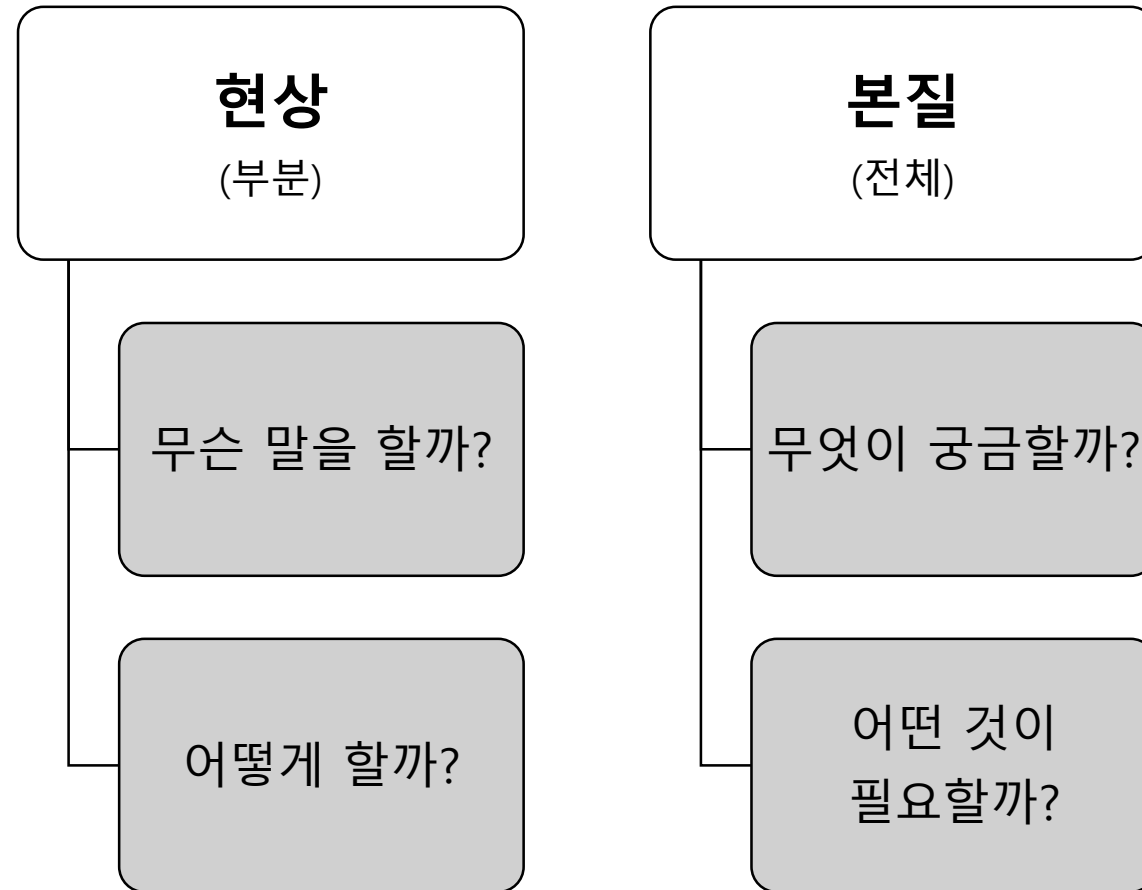 현상
(부분)
무슨 말을 할까?
어떻게 할까?
본질
(전체)
무엇이 궁금할까?
어떤 것이
필요할까?